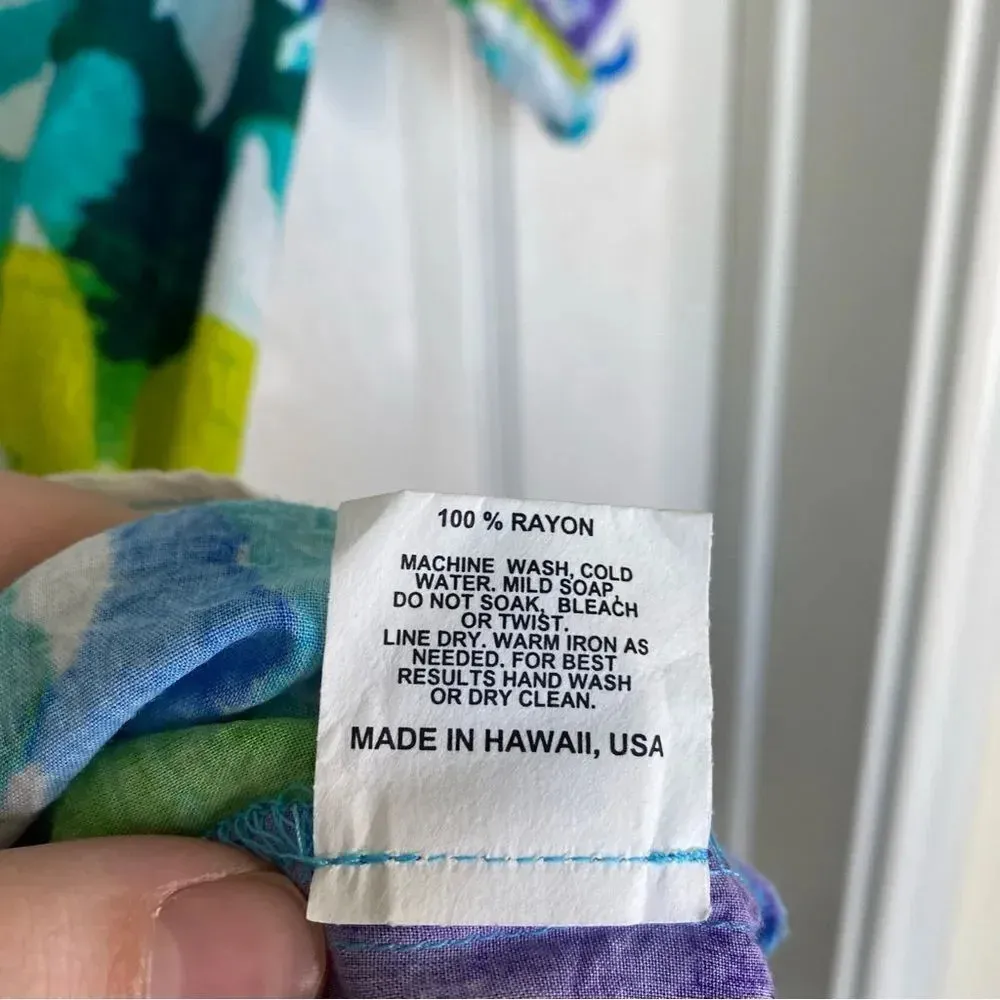 100 % RAYON
MACHINE WASH, COLD
WATER. MILD SOAP,
DO NOT SOAK, BLEACH
OR TWIST.
LINE DRY. WARM IRON AS
NEEDED. FOR BEST
RESULTS HAND WASH
OR DRY CLEAN.
MADE IN HAWAII, USA